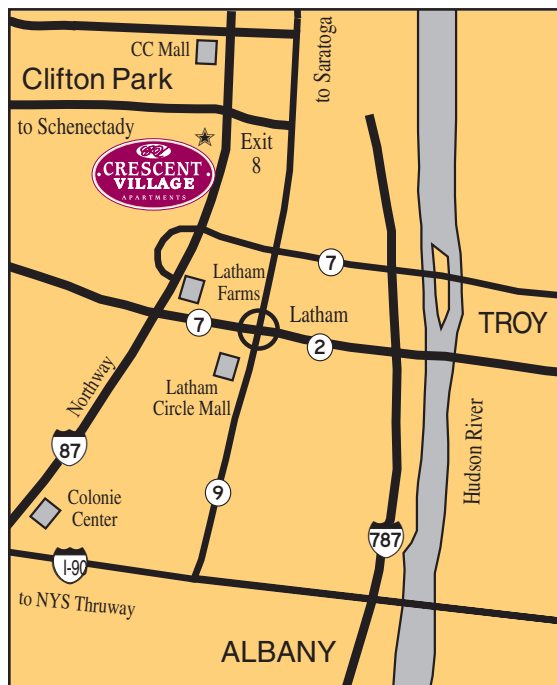 CC Mall
to Saratoga
Clifton Park
to Schenectady
Exit
8
CRESCENT
VILLAGE
APARTMENTS
7
Latham
Farms
7
Latham
2
TROY
Latham
Circle Mall
Northway
87
Hudson River
9
Colonie
Center
787
I-90
to NYS Thruway
ALBANY